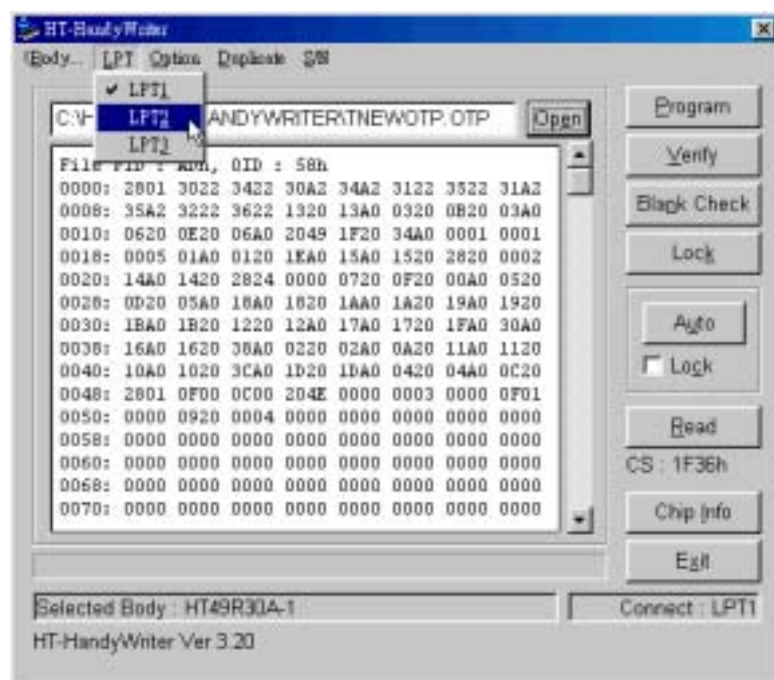 HT-HandyWriter
(Body... LPT Option Duplicate S/N
LPT1
LPT2
LPT3
C:\H ANDYWRITER\TNEWOTP.OTP Open
File PID : OID : 58h
0000: 2801 3022 3422 30A2 34A2 3122 3522 31A2
0008: 35A2 3222 3622 1320 13A0 0320 0B20 03A0
0010: 0620 0E20 06A0 2049 1F20 34A0 0001 0001
0018: 0005 01A0 0120 1EA0 15A0 1520 2820 0002
0020: 14A0 1420 2824 0000 0720 0F20 00A0 0520
0028: 0D20 05A0 18A0 1820 1AA0 1A20 19A0 1920
0030: 1BA0 1B20 1220 12A0 17A0 1720 1FA0 30A0
0038: 16A0 1620 38A0 0220 02A0 0A20 11A0 1120
0040: 10A0 1020 3CA0 1D20 1DA0 0420 04A0 0C20
0048: 2801 0F00 0C00 204E 0000 0003 0000 0F01
0050: 0000 0920 0004 0000 0000 0000 0000 0000
0058: 0000 0000 0000 0000 0000 0000 0000 0000
0060: 0000 0000 0000 0000 0000 0000 0000 0000
0068: 0000 0000 0000 0000 0000 0000 0000 0000
0070: 0000 0000 0000 0000 0000 0000 0000 0000
Program
Verify
Blank Check
Lock
Auto
Lock
Read
CS : 1F36h
Chip Info
Exit
Selected Body : HT49R30A-1
Connect : LPT1
HT-HandyWriter Ver 3.20